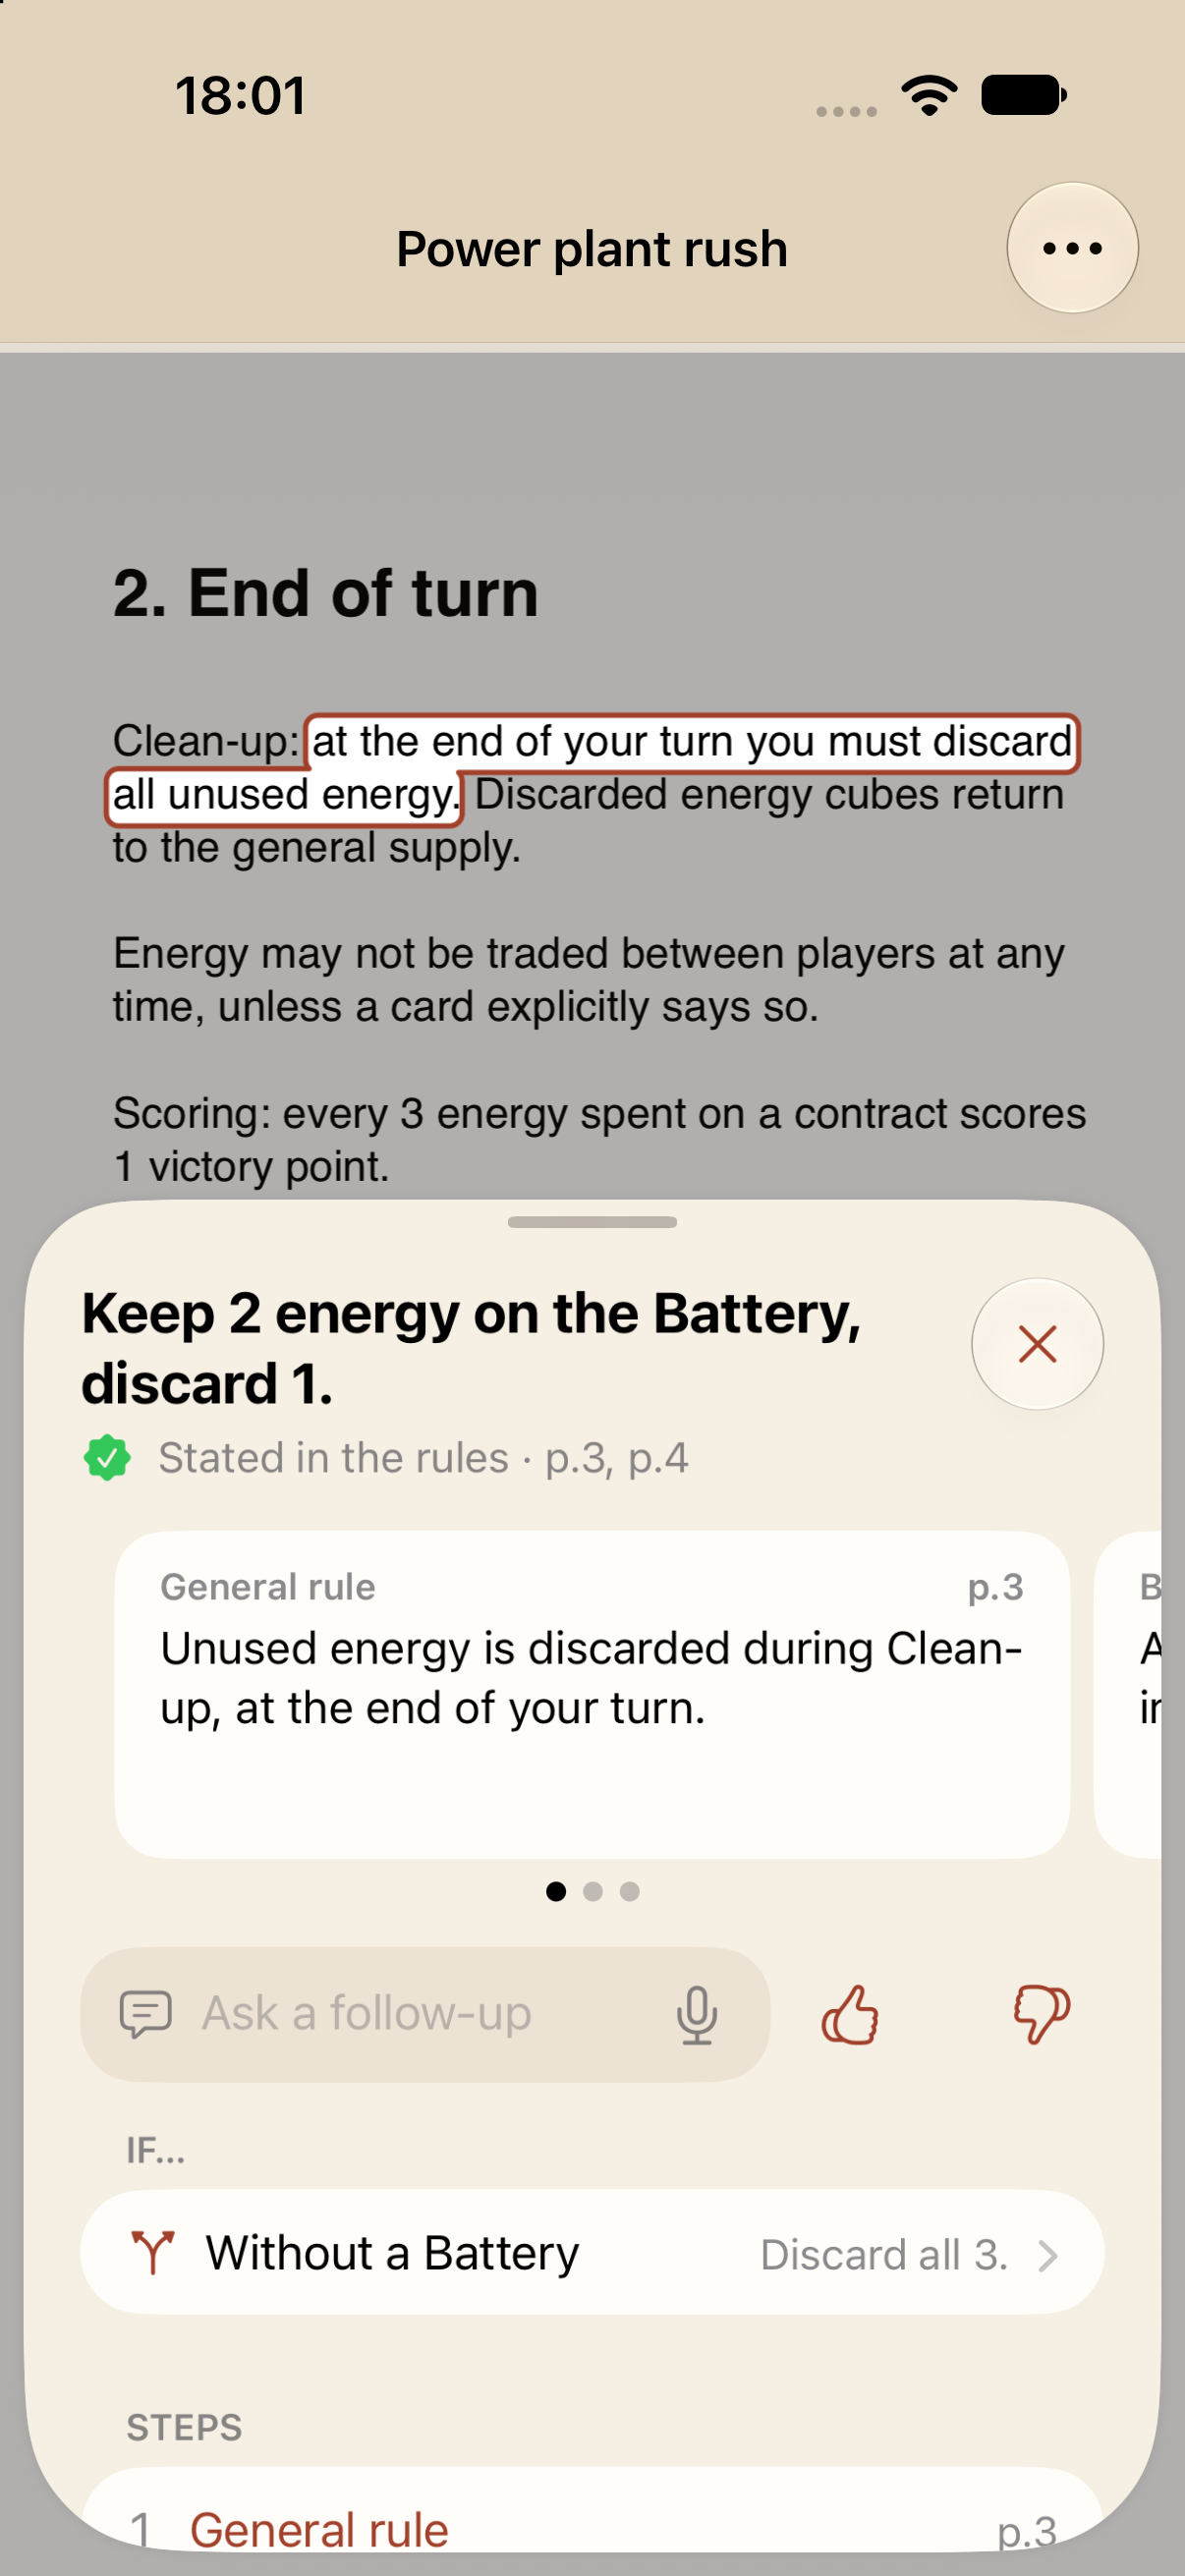 18:01
Power plant rush
2. End of turn
Clean-up: at the end of your turn you must discard
all unused energy. Discarded energy cubes return
to the general supply.
Energy may not be traded between players at any
time, unless a card explicitly says so.
Scoring: every 3 energy spent on a contract scores
1 victory point.
Keep 2 energy on the Battery,
discard 1.
Stated in the rules · p.3, p.4
General rule p.3
Unused energy is discarded during Clean-
up, at the end of your turn.
Ask a follow-up
IF...
Without a Battery Discard all 3.
STEPS
1 General rule p.3